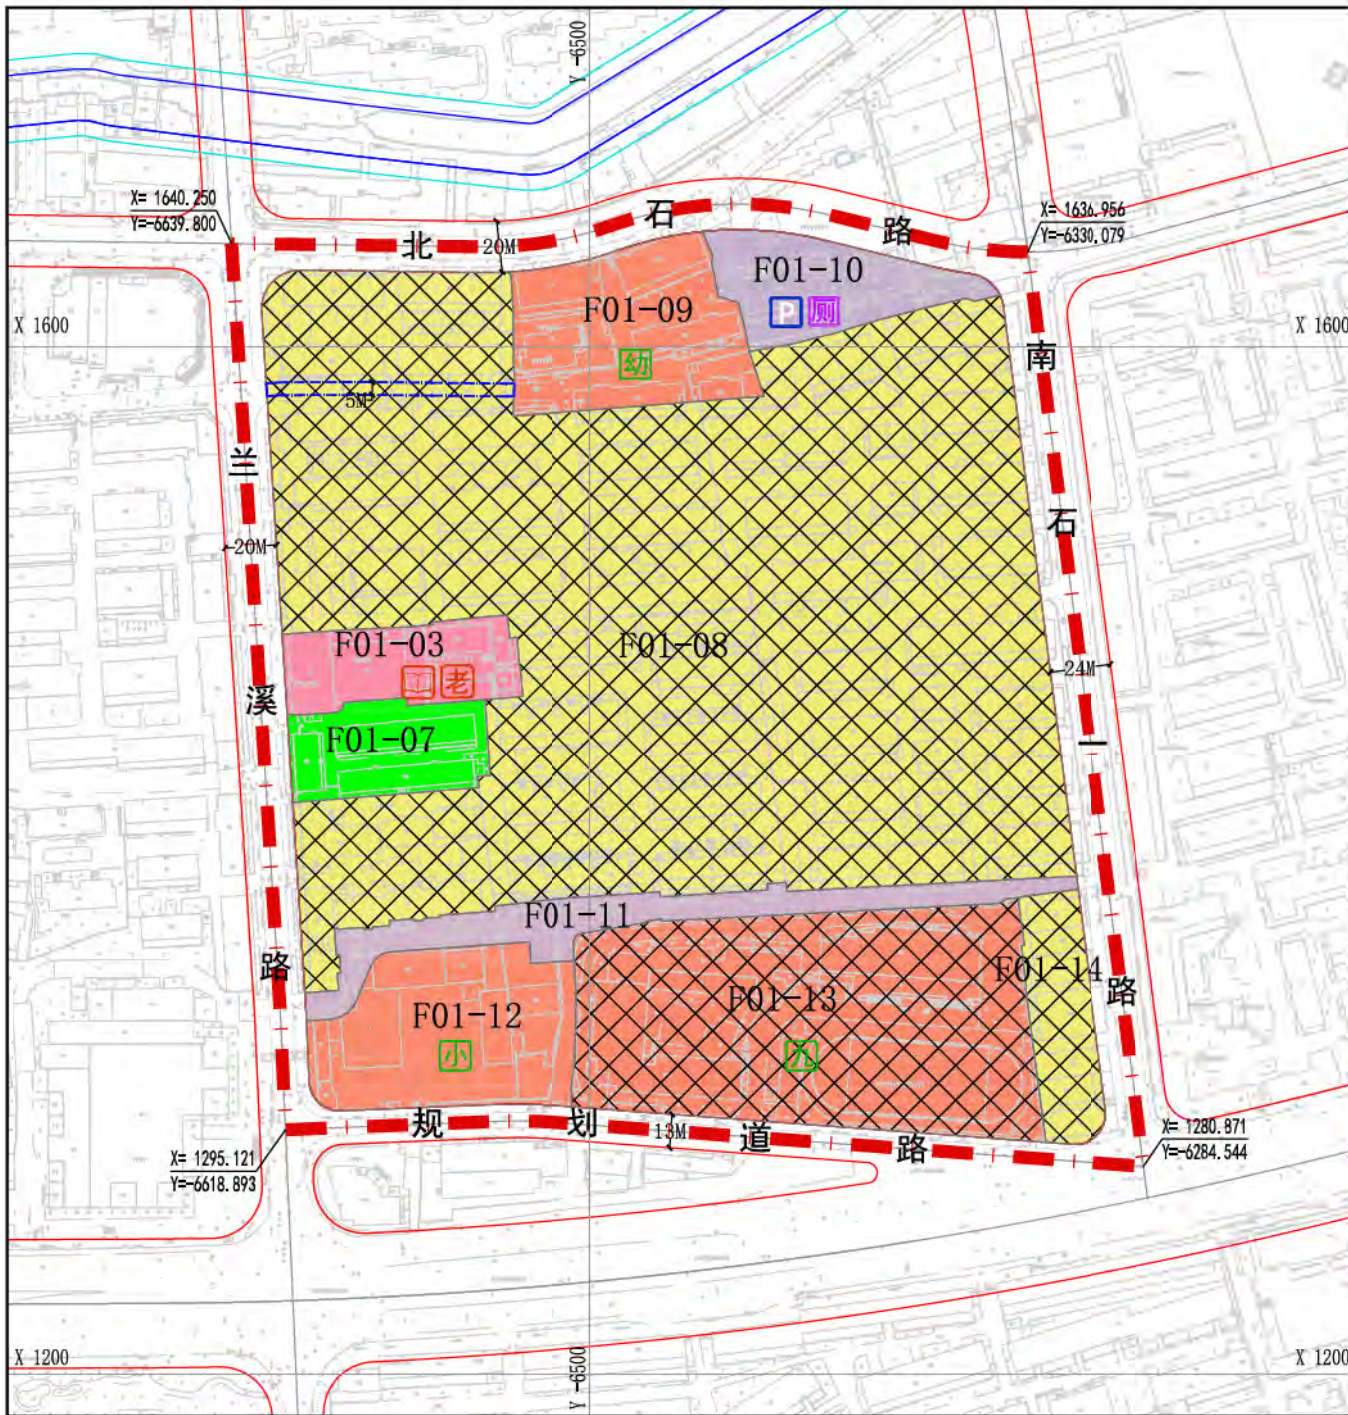 Y -6500
X= 1640.250
Y=-6639.800
X= 1636.956
Y=-6330.079
北石路
20M
F01-10
P 厕
F01-09
幼
X 1600
X 1600
5M
兰溪路
南石一路
20M
F01-03
老
F01-08
24M
F01-07
F01-11
F01-14
F01-12
小
F01-13
九
规划道路
13M
X= 1295.121
Y=-6618.893
X= 1280.871
Y=-6284.544
X 1200
Y -6500
X 1200